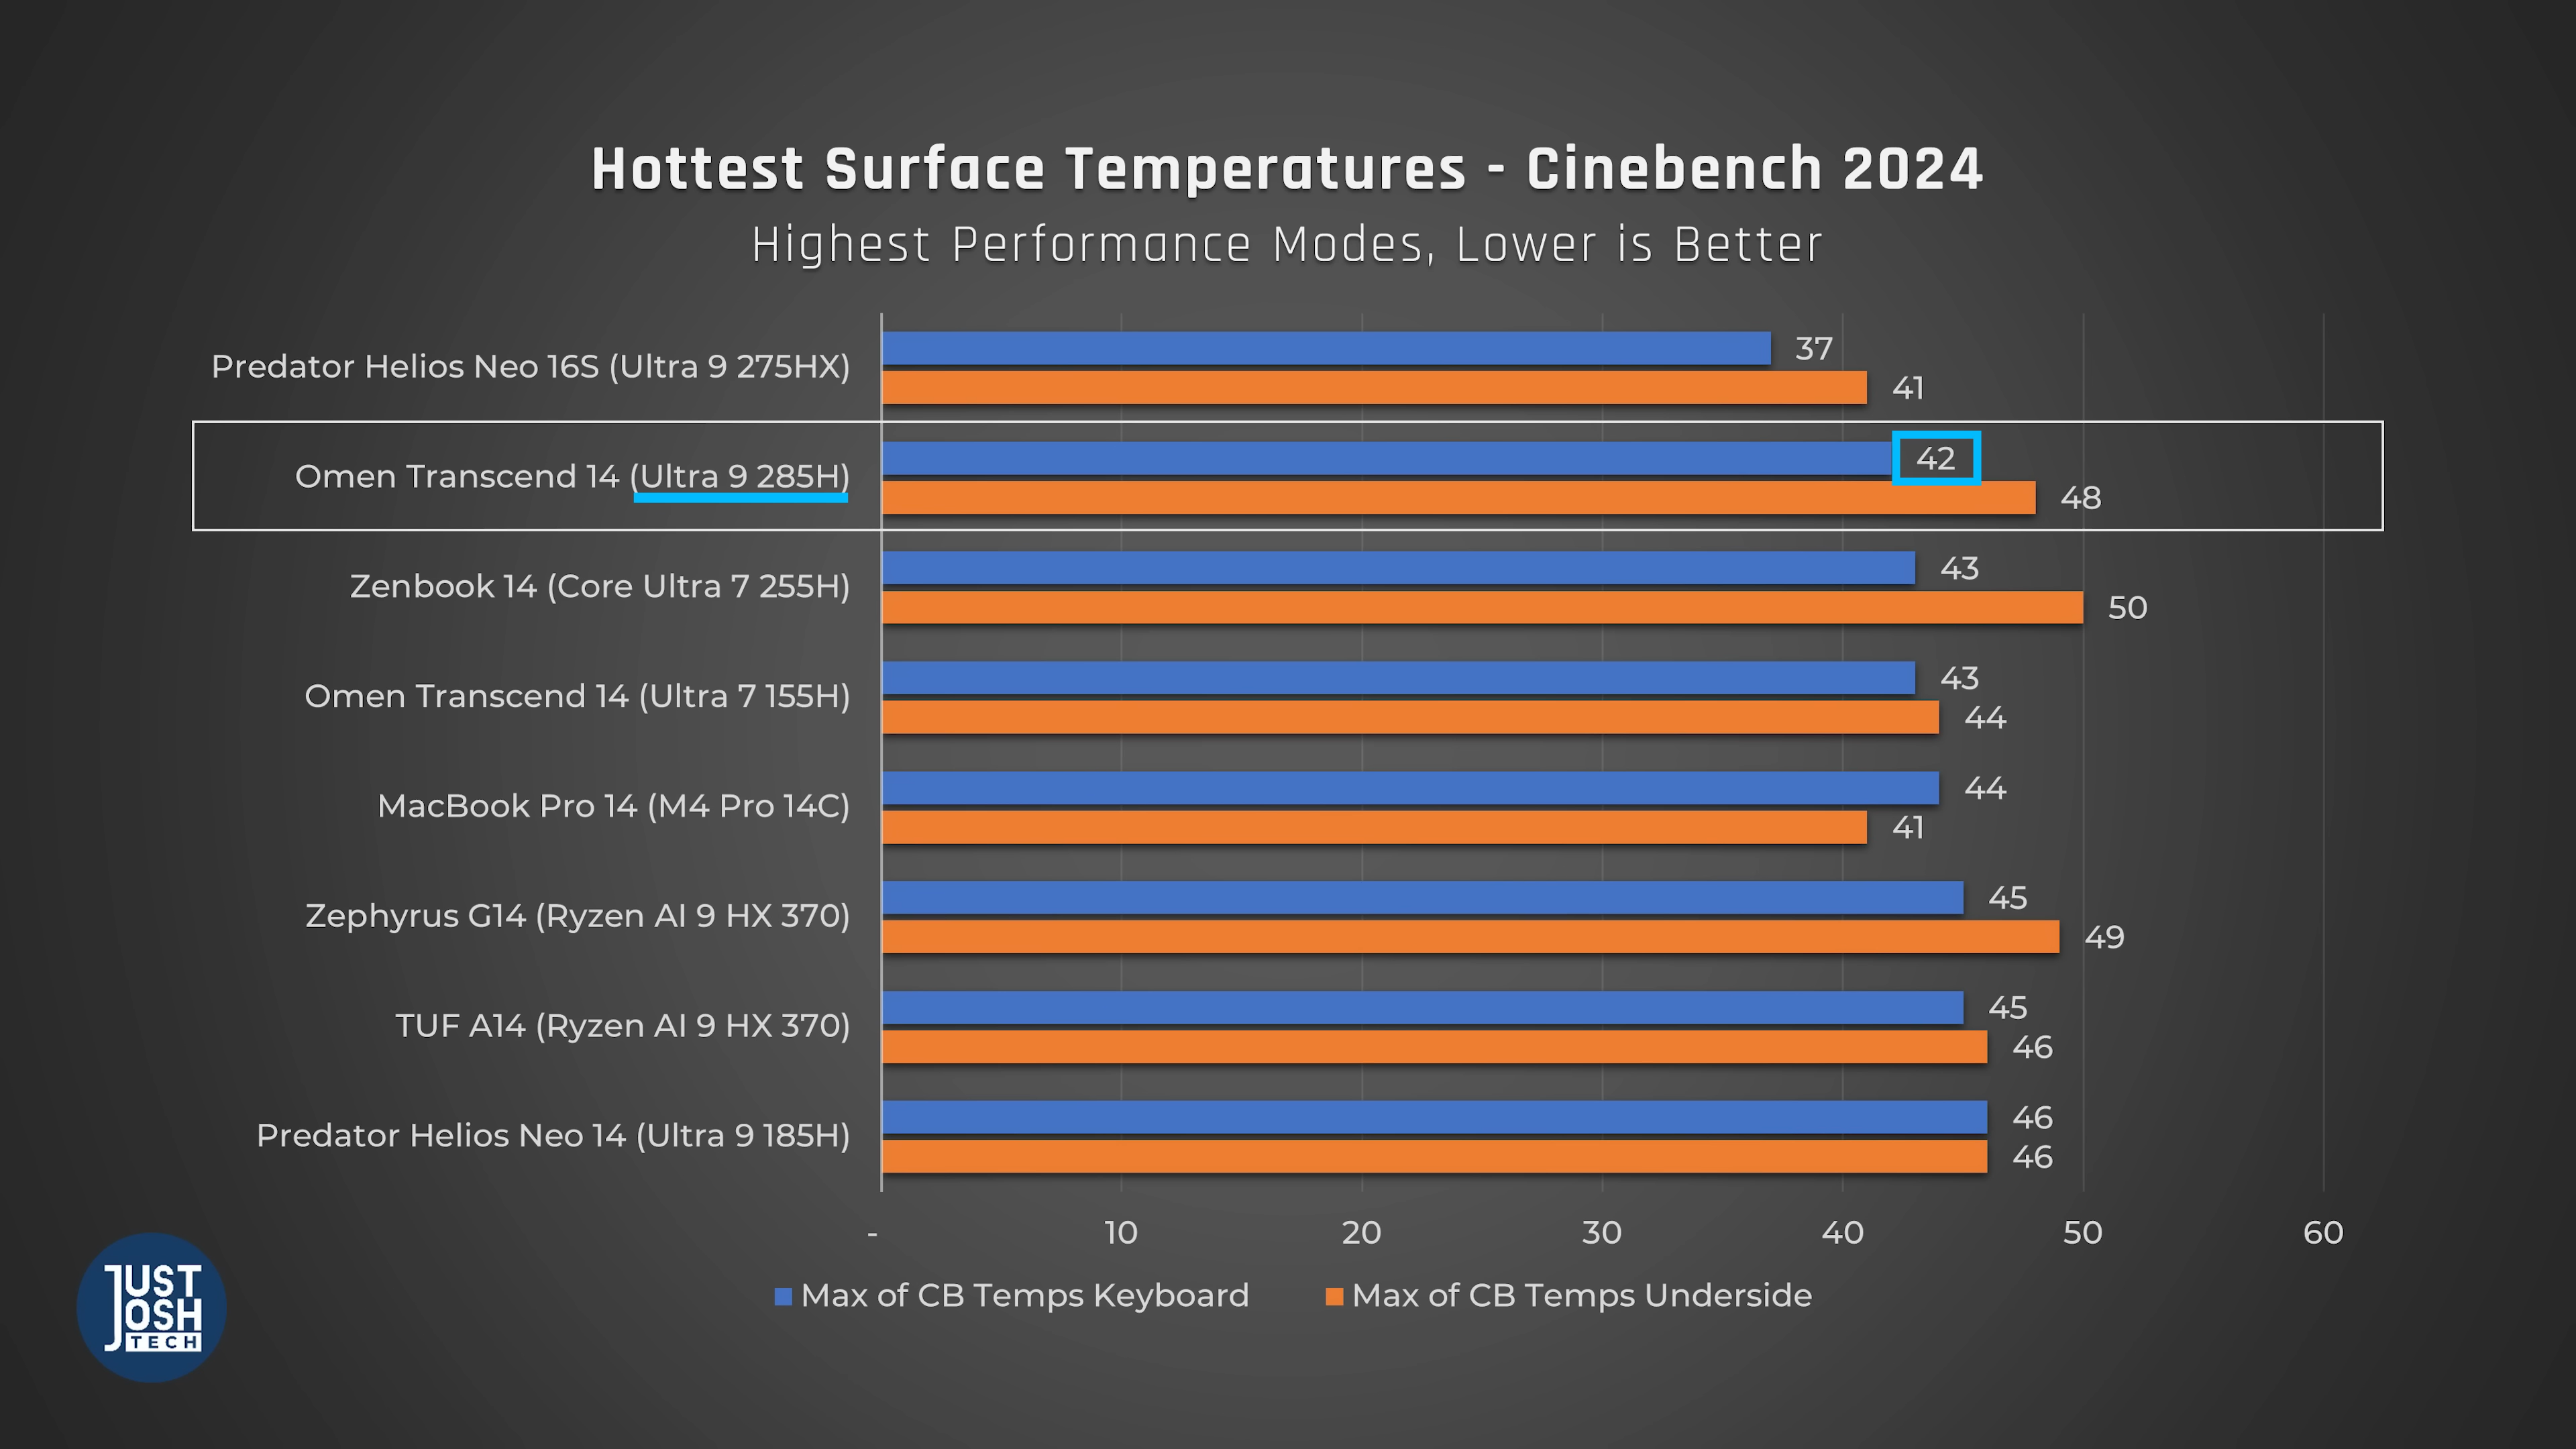 Hottest Surface Temperatures - Cinebench 2024
Highest Performance Modes, Lower is Better
Predator Helios Neo 16S (Ultra 9 275HX)
37
41
Omen Transcend 14 (Ultra 9 285H)
42
48
Zenbook 14 (Core Ultra 7 255H)
43
50
Omen Transcend 14 (Ultra 7 155H)
43
44
MacBook Pro 14 (M4 Pro 14C)
44
41
Zephyrus G14 (Ryzen AI 9 HX 370)
45
49
TUF A14 (Ryzen AI 9 HX 370)
45
46
Predator Helios Neo 14 (Ultra 9 185H)
46
46
- 10 20 30 40 50 60
Max of CB Temps Keyboard Max of CB Temps Underside
JUST
JOSH
TECH